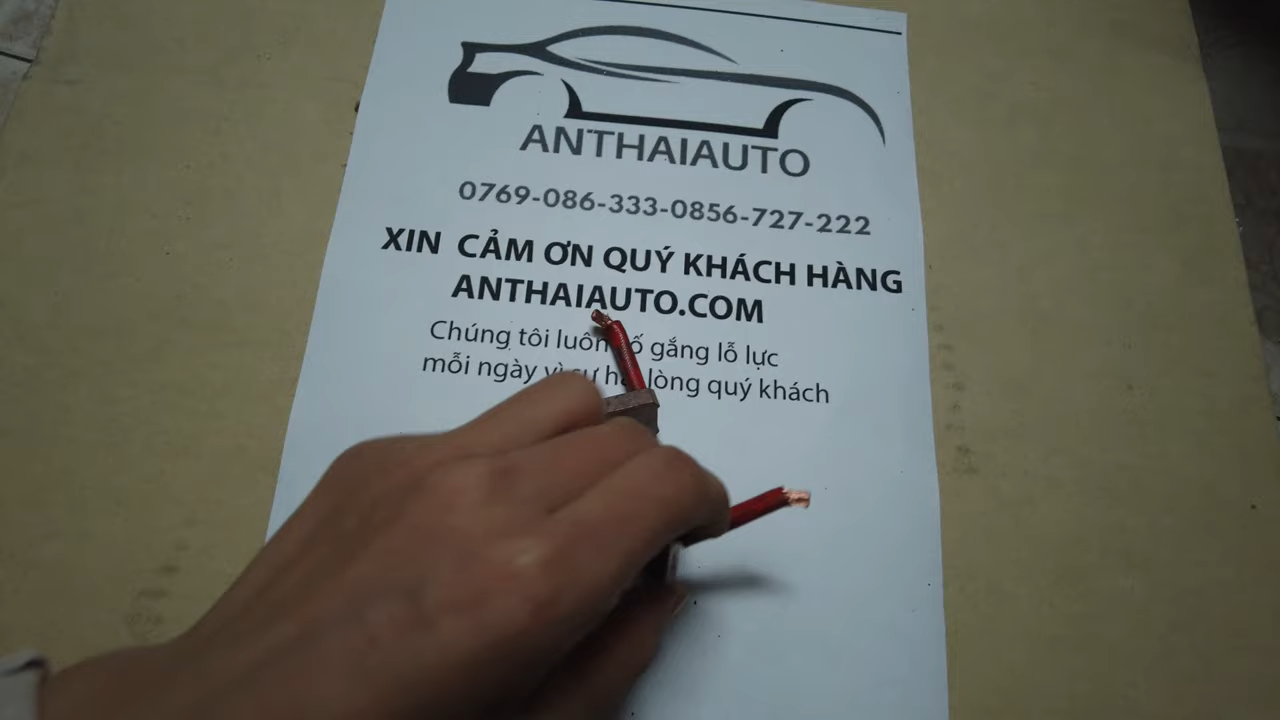 ANTHAIAUTO
0769-086-333-0856-727-222
XIN CẢM ƠN QUÝ KHÁCH HÀNG
ANTHAIAUTO.COM
Chúng tôi luôn gắng lỗ lực
mỗi ngày lòng quý khách